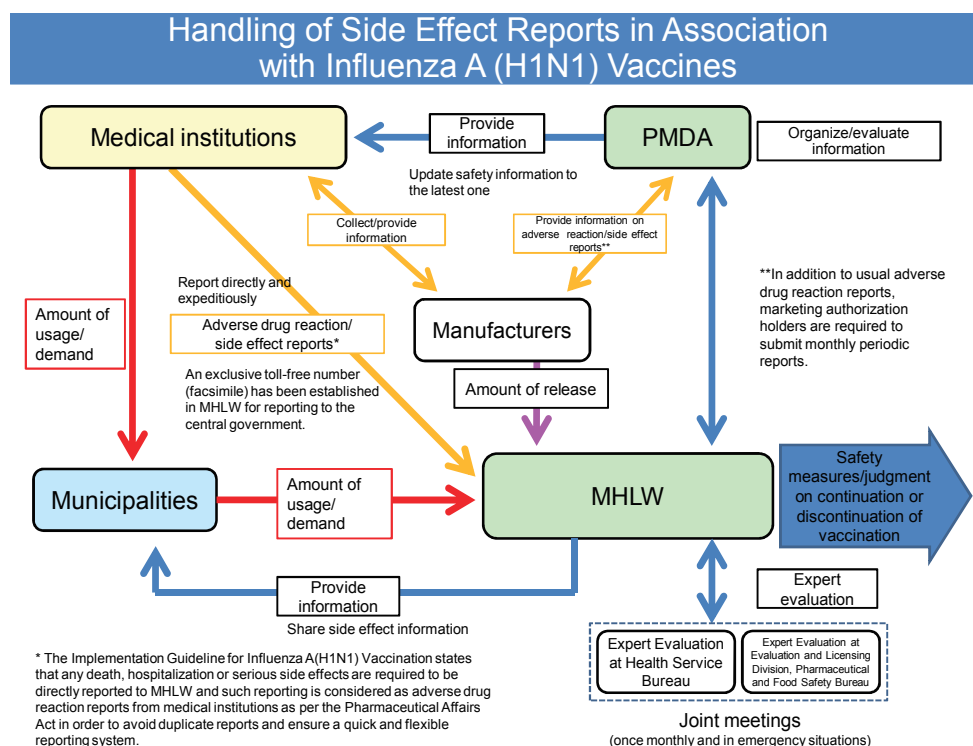 Handling of Side Effect Reports in Association
with Influenza A (H1N1) Vaccines
Medical institutions
Provide
information
PMDA
Organize/evaluate
information
Update safety information to
the latest one
Collect/provide
information
Provide information on
adverse reaction/side effect
reports**
Report directly and
expeditiously
Adverse drug reaction/
side effect reports*
Manufacturers
**In addition to usual adverse
drug reaction reports,
marketing authorization
holders are required to
submit monthly periodic
reports.
Amount of
usage/
demand
An exclusive toll-free number
(facsimile) has been established
in MHLW for reporting to the
central government.
Amount of release
Municipalities
Amount of
usage/
demand
MHLW
Safety
measures/judgment
on continuation or
discontinuation of
vaccination
Provide
information
Share side effect information
Expert
evaluation
Expert Evaluation
at Health Service
Bureau
Expert Evaluation at
Evaluation and Licensing
Division, Pharmaceutical
and Food Safety Bureau
Joint meetings
(once monthly and in emergency situations)
* The Implementation Guideline for Influenza A(H1N1) Vaccination states
that any death, hospitalization or serious side effects are required to be
directly reported to MHLW and such reporting is considered as adverse drug
reaction reports from medical institutions as per the Pharmaceutical Affairs
Act in order to avoid duplicate reports and ensure a quick and flexible
reporting system.